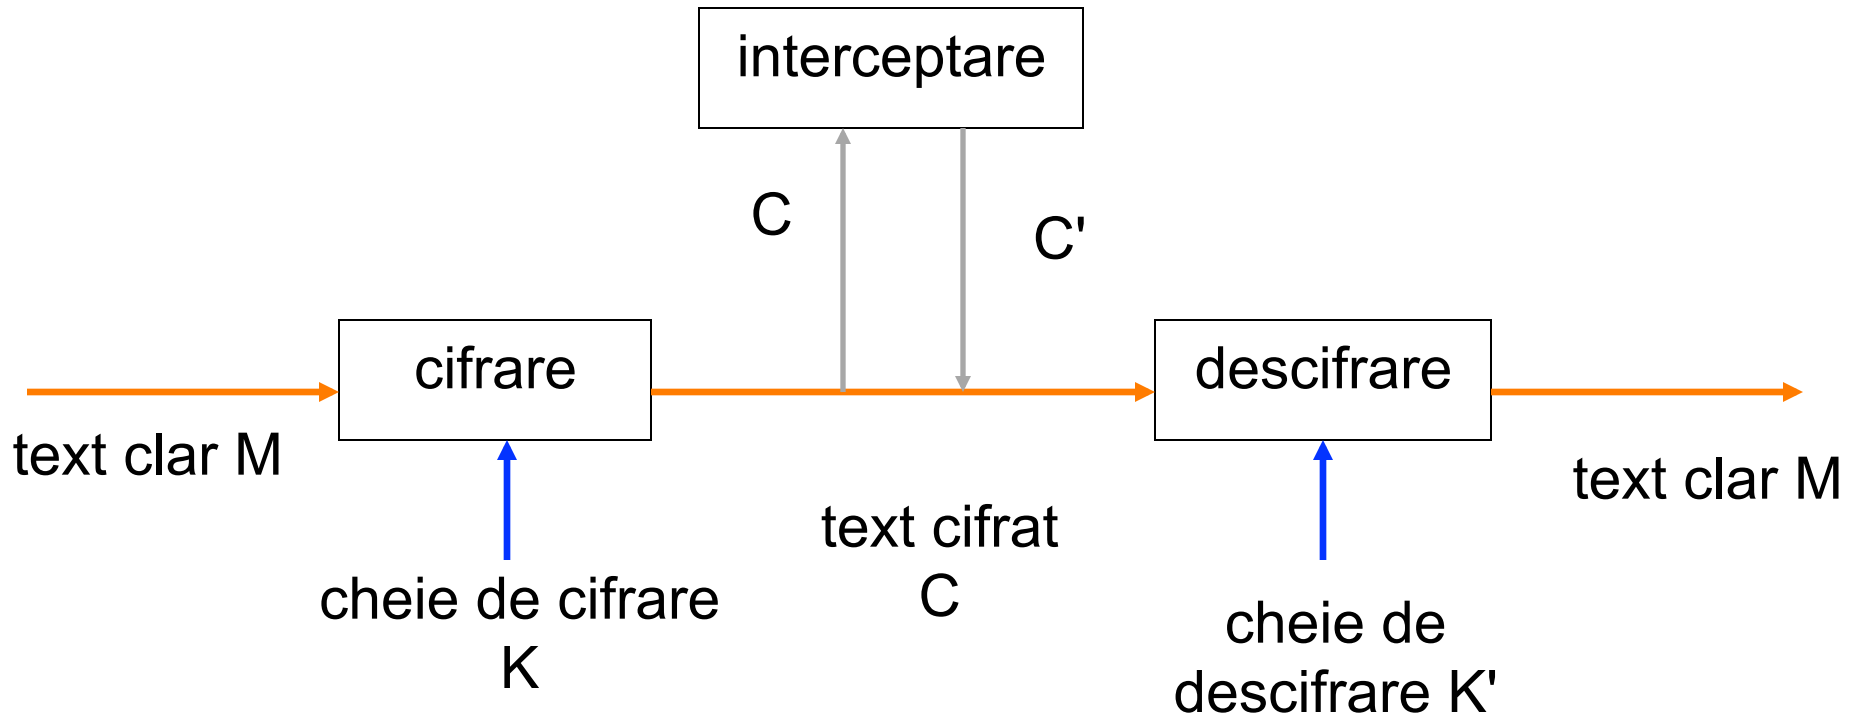 interceptare
C
C'
cifrare
descifrare
text clar M
text clar M
text cifrat
C
cheie de cifrare
K
cheie de
descifrare K'